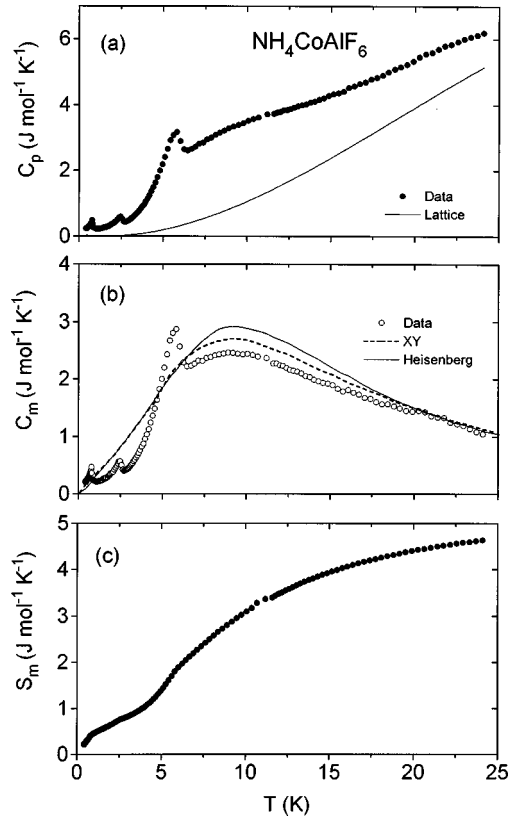 (a)
NH₄CoAlF₆
6
4
2
0
Cₚ (J mol⁻¹ K⁻¹)
Data
Lattice
(b)
4
3
2
1
0
Cₘ (J mol⁻¹ K⁻¹)
Data
XY
Heisenberg
(c)
5
4
3
2
1
0
Sₘ (J mol⁻¹ K⁻¹)
0 5 10 15 20 25
T (K)